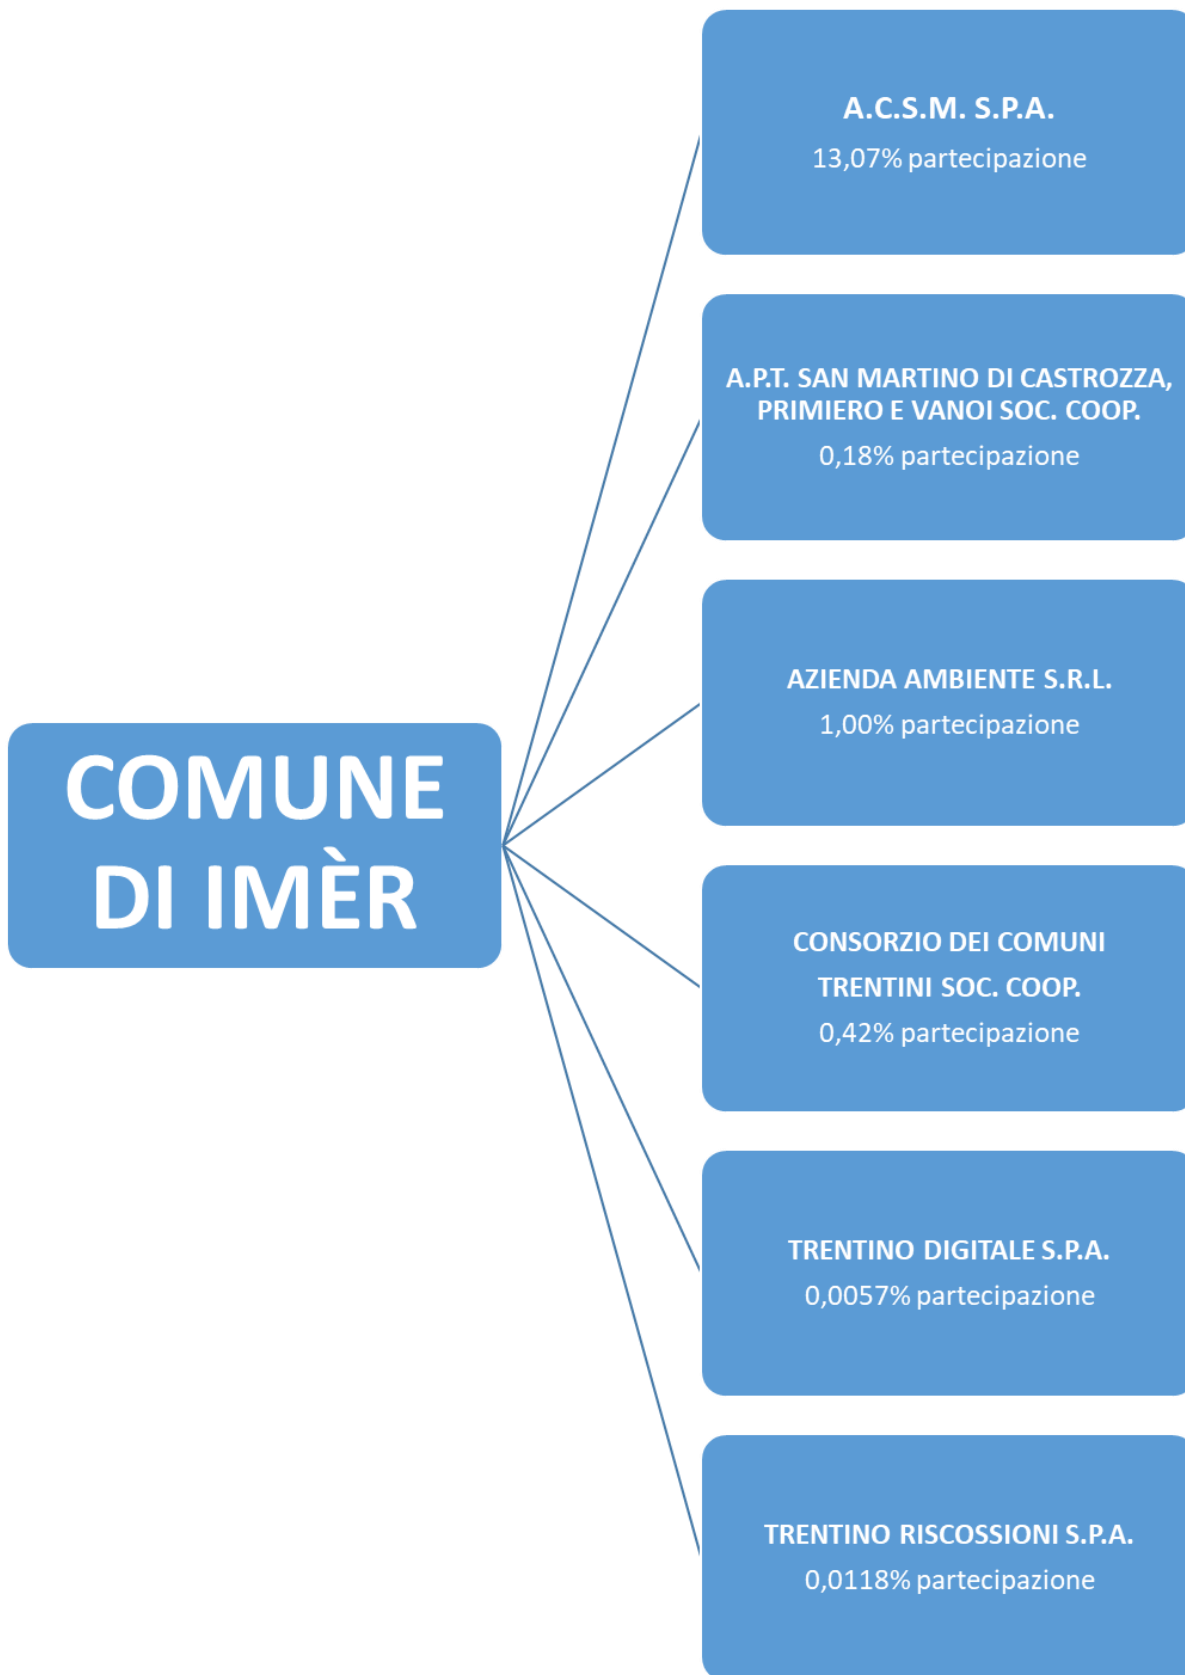 A.C.S.M. S.P.A.
13,07% partecipazione
A.P.T. SAN MARTINO DI CASTROZZA,
PRIMIERO E VANOI SOC. COOP.
0,18% partecipazione
AZIENDA AMBIENTE S.R.L.
1,00% partecipazione
COMUNE
DI IMÈR
CONSORZIO DEI COMUNI
TRENTINI SOC. COOP.
0,42% partecipazione
TRENTINO DIGITALE S.P.A.
0,0057% partecipazione
TRENTINO RISCOSSIONI S.P.A.
0,0118% partecipazione